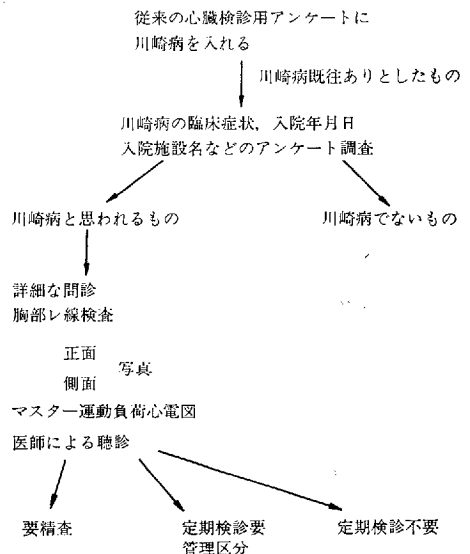 従来の心臓検診用アンケートに
川崎病を入れる
川崎病既往ありとしたもの
川崎病の臨床症状，入院年月日
入院施設名などのアンケート調査
川崎病と思われるもの
川崎病でないもの
詳細な問診
胸部レ線検査
正面
写真
側面
マスター運動負荷心電図
医師による聴診
要精査
定期検診要
管理区分
定期検診不要